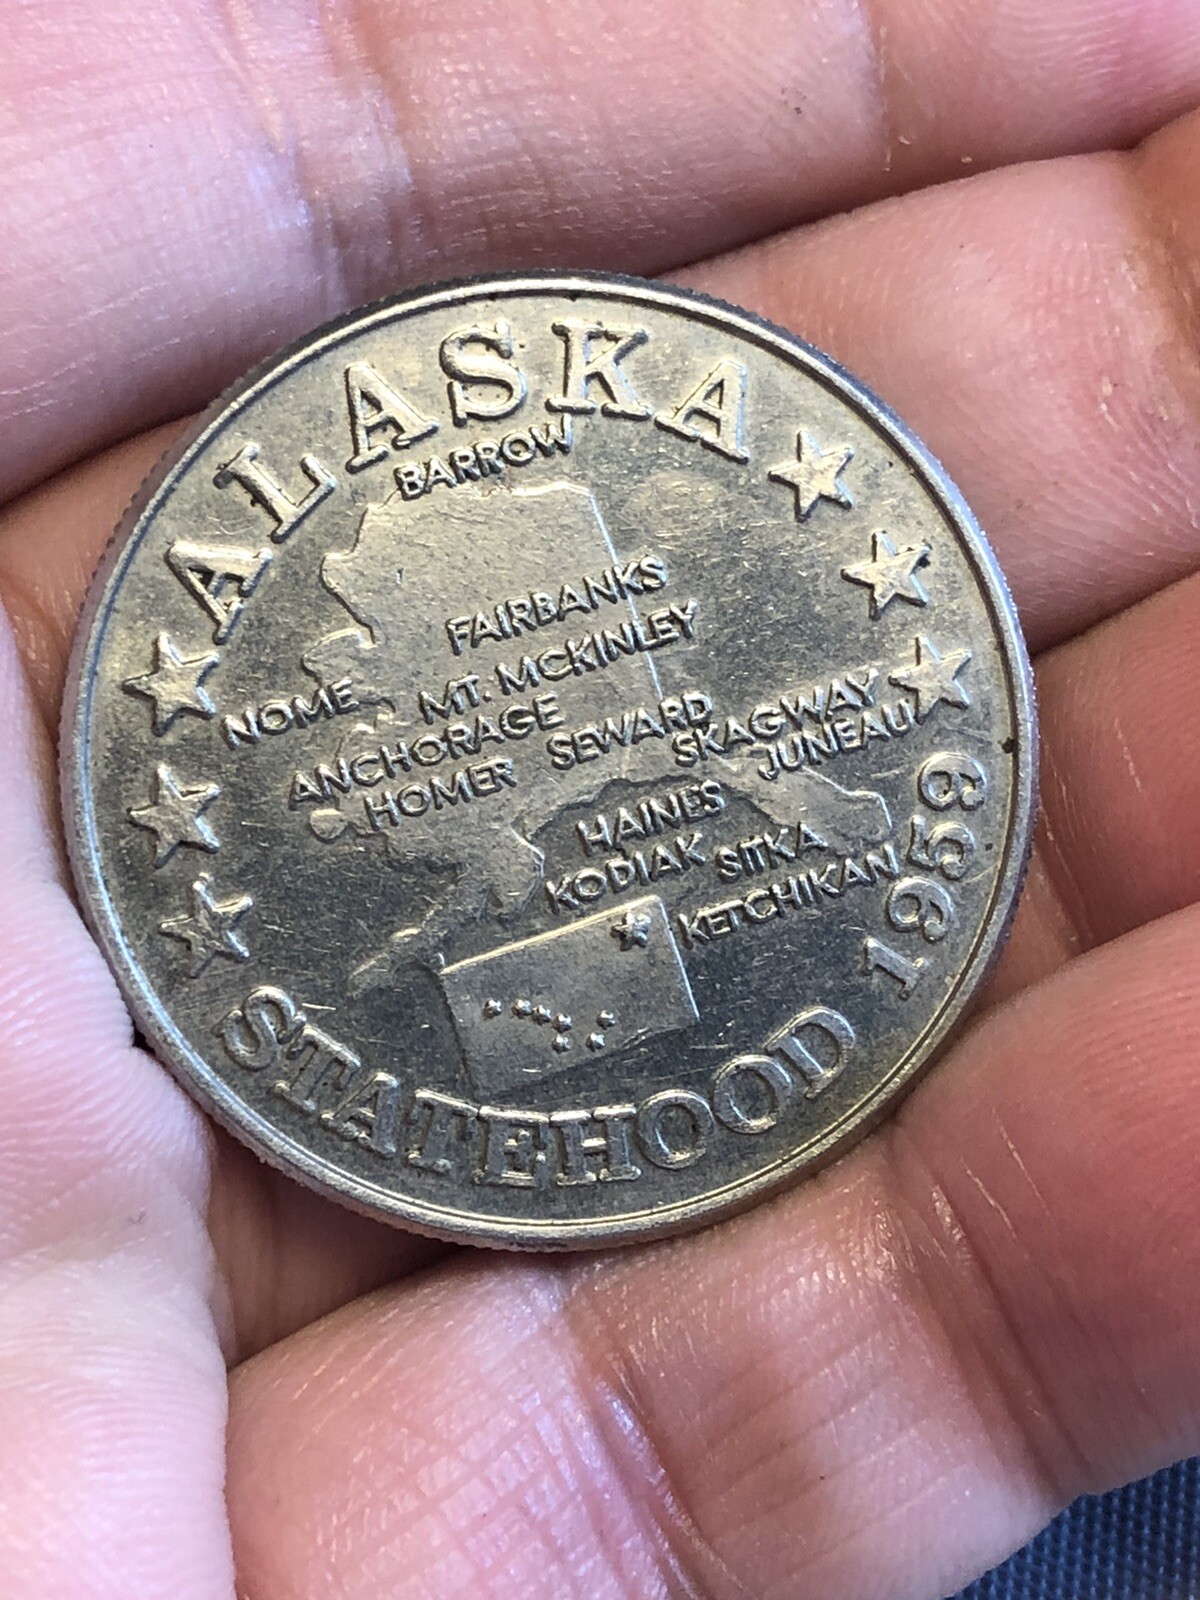 ALASKA
BARROW
FAIRBANKS
MT. MCKINLEY
NOME
ANCHORAGE
SEWARD
SKAGWAY
HOMER
JUNEAU
HAINES
KODIAK
SITKA
KETCHIKAN
STATEHOOD 1959